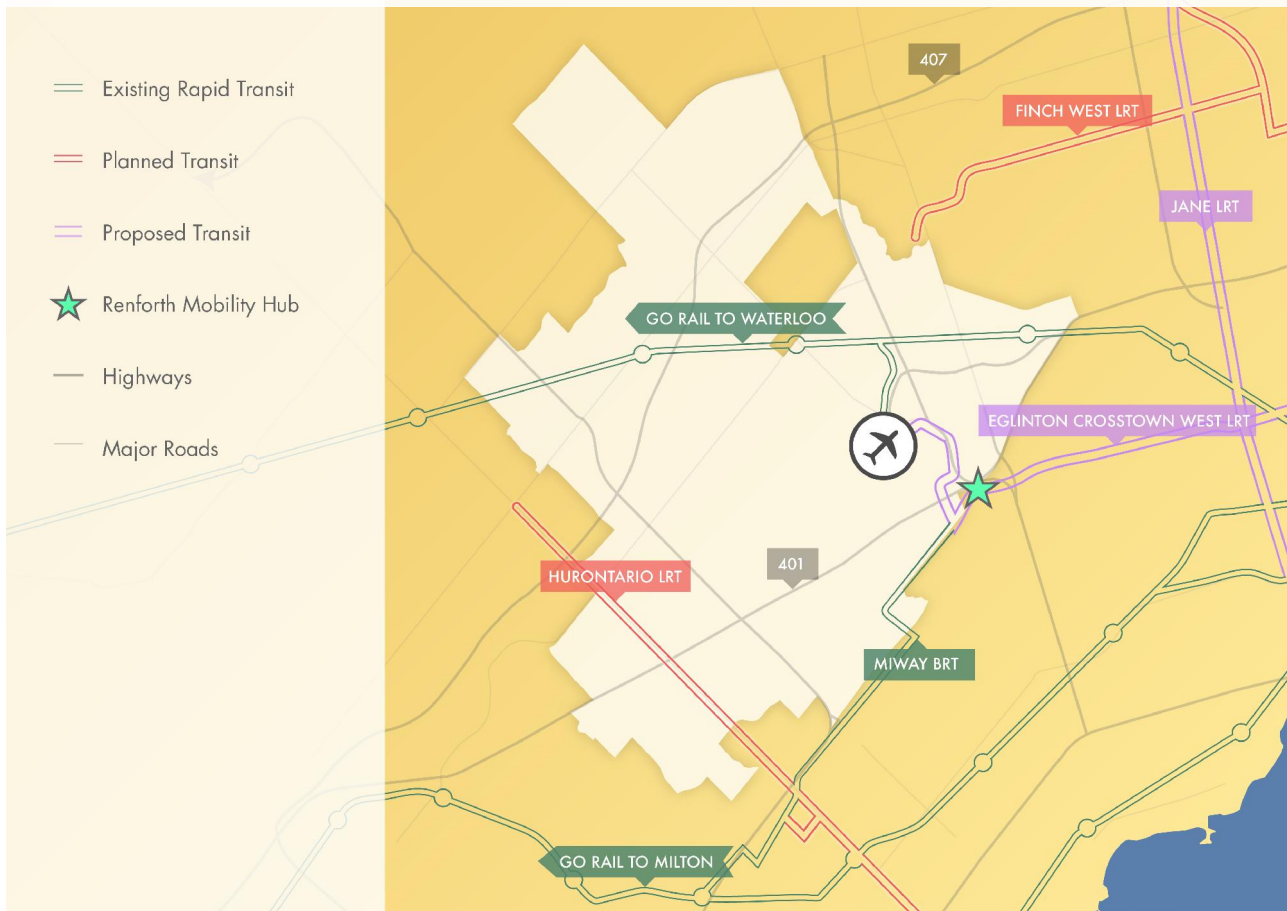 Existing Rapid Transit
Planned Transit
Proposed Transit
Renforth Mobility Hub
Highways
Major Roads
407
FINCH WEST LRT
JANE LRT
GO RAIL TO WATERLOO
EGLINTON CROSSTOWN WEST LRT
401
HURONTARIO LRT
MIWAY BRT
GO RAIL TO MILTON